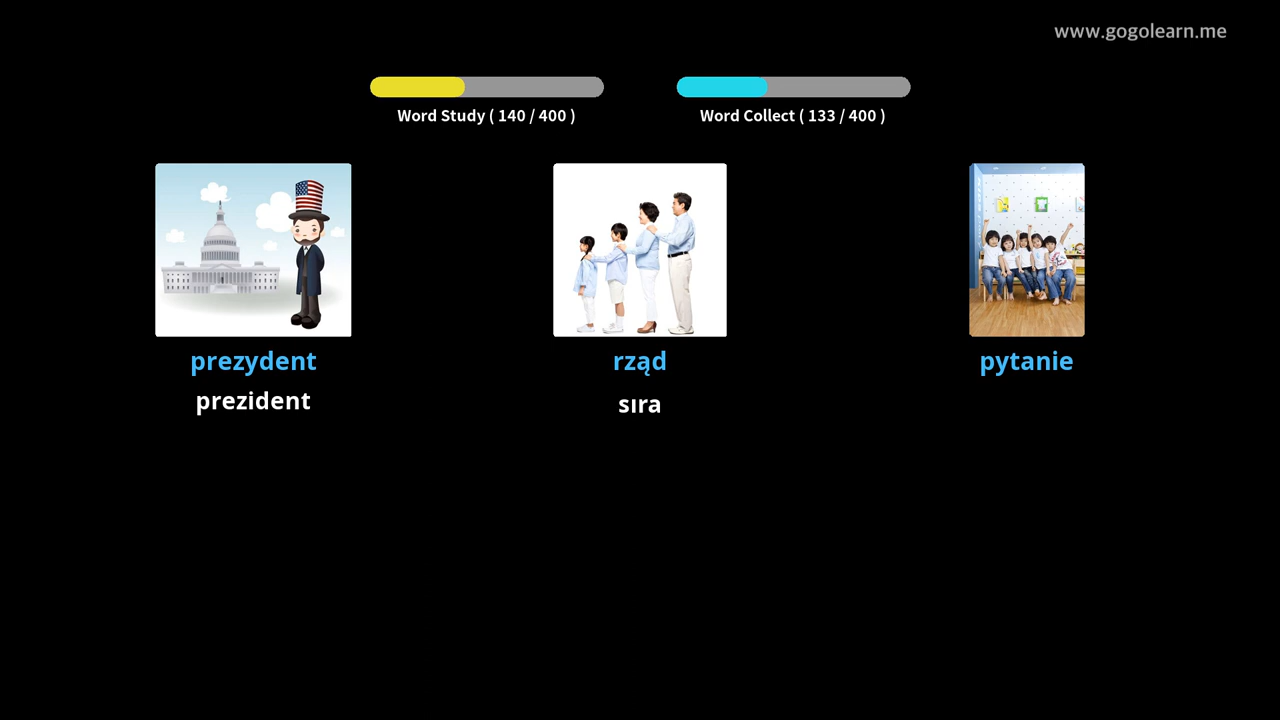 www.gogolearn.me
Word Study ( 140 / 400 )
Word Collect ( 133 / 400 )
prezydent
prezident
rząd
sıra
pytanie